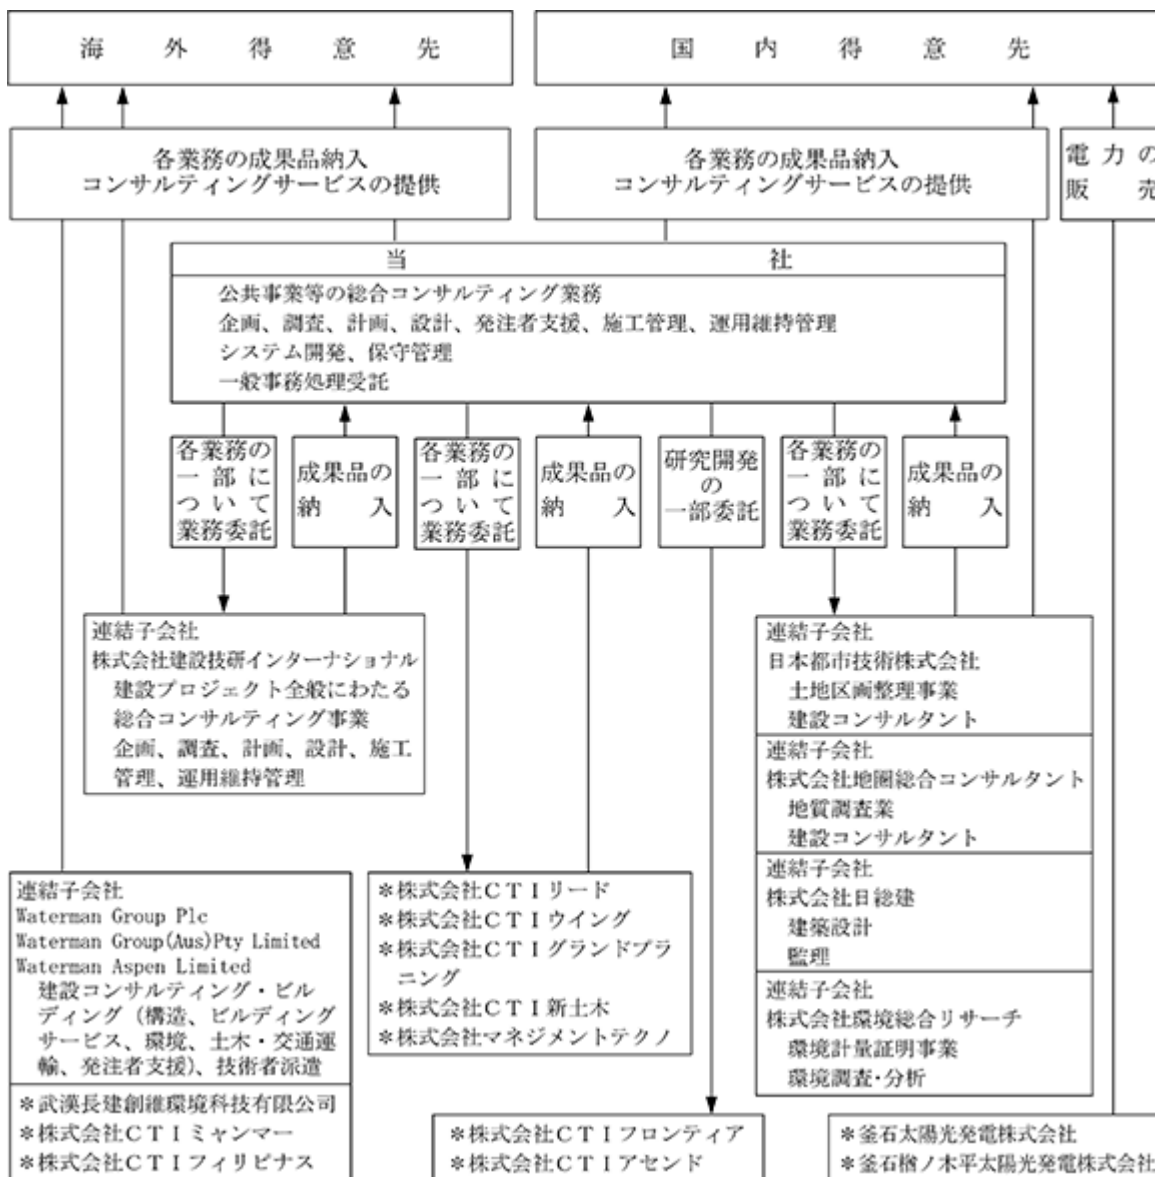 海外得意先
国内得意先
各業務の成果品納入
コンサルティングサービスの提供
各業務の成果品納入
コンサルティングサービスの提供
電力の
販売
当社
公共事業等の総合コンサルティング業務
企画、調査、計画、設計、発注者支援、施工管理、運用維持管理
システム開発、保守管理
一般事務処理受託
各業務の
一部に
ついて
業務委託
成果品の
納入
各業務の
一部に
ついて
業務委託
成果品の
納入
研究開発
の
一部委託
各業務の
一部に
ついて
業務委託
成果品の
納入
連結子会社
株式会社建設技研インターナショナル
建設プロジェクト全般にわたる
総合コンサルティング事業
企画、調査、計画、設計、施工
管理、運用維持管理
連結子会社
日本都市技術株式会社
土地区画整理事業
建設コンサルタント
連結子会社
株式会社地圏総合コンサルタント
地質調査業
建設コンサルタント
連結子会社
株式会社日総建
建築設計
監理
連結子会社
株式会社環境総合リサーチ
環境計量証明事業
環境調査・分析
連結子会社
Waterman Group Plc
Waterman Group(Aus)Pty Limited
Waterman Aspen Limited
建設コンサルティング・ビル
ディング（構造、ビルディング
サービス、環境、土木・交通運
輸、発注者支援）、技術者派遣
＊武漢長建創維環境科技有限公司
＊株式会社ＣＴＩミャンマー
＊株式会社ＣＴＩフィリピナス
＊株式会社ＣＴＩリード
＊株式会社ＣＴＩウイング
＊株式会社ＣＴＩグランドプラ
ニング
＊株式会社ＣＴＩ新土木
＊株式会社マネジメントテクノ
＊株式会社ＣＴＩフロンティア
＊株式会社ＣＴＩアセンド
＊釜石太陽光発電株式会社
＊釜石楢ノ木平太陽光発電株式会社